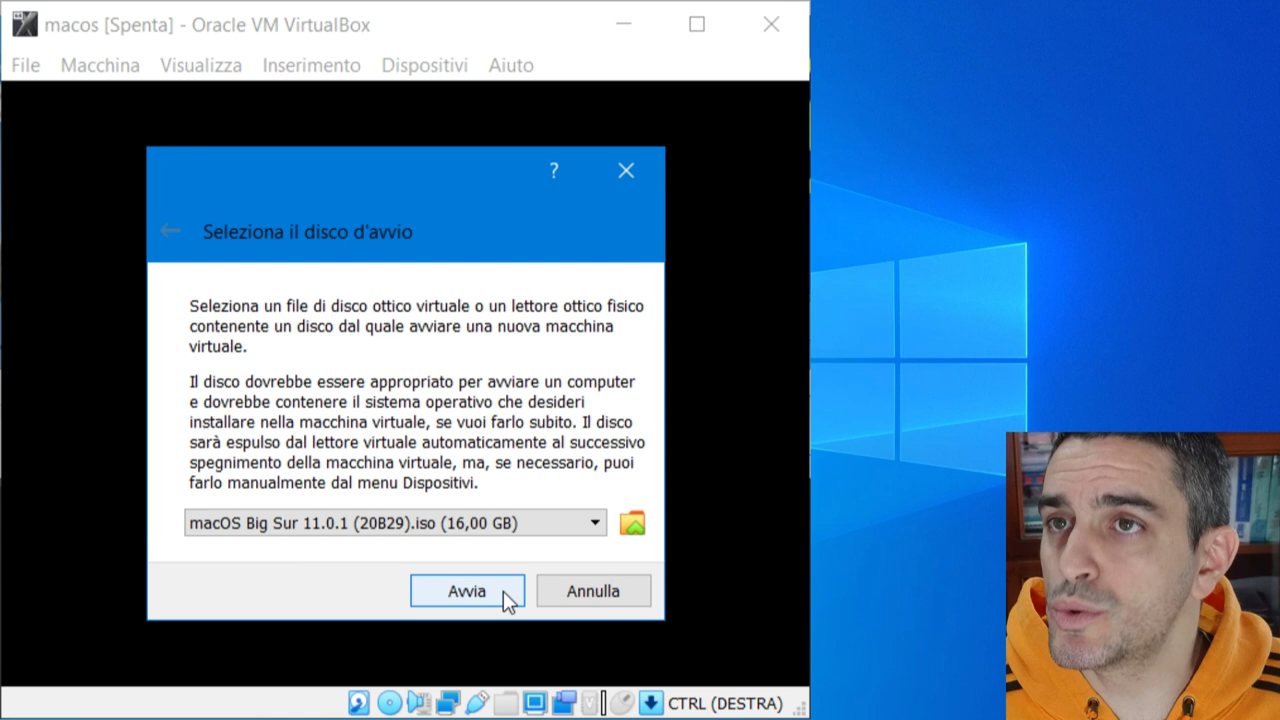 macos [Spenta] - Oracle VM VirtualBox
File Macchina Visualizza Inserimento Dispositivi Aiuto
?
Seleziona il disco d'avvio
Seleziona un file di disco ottico virtuale o un lettore ottico fisico
contenente un disco dal quale avviare una nuova macchina
virtuale.
Il disco dovrebbe essere appropriato per avviare un computer
e dovrebbe contenere il sistema operativo che desideri
installare nella macchina virtuale, se vuoi farlo subito. Il disco
sarà espulso dal lettore virtuale automaticamente al successivo
spegnimento della macchina virtuale, ma, se necessario, puoi
farlo manualmente dal menu Dispositivi.
macOS Big Sur 11.0.1 (20B29).iso (16,00 GB)
Avvia Annulla
CTRL (DESTRA)